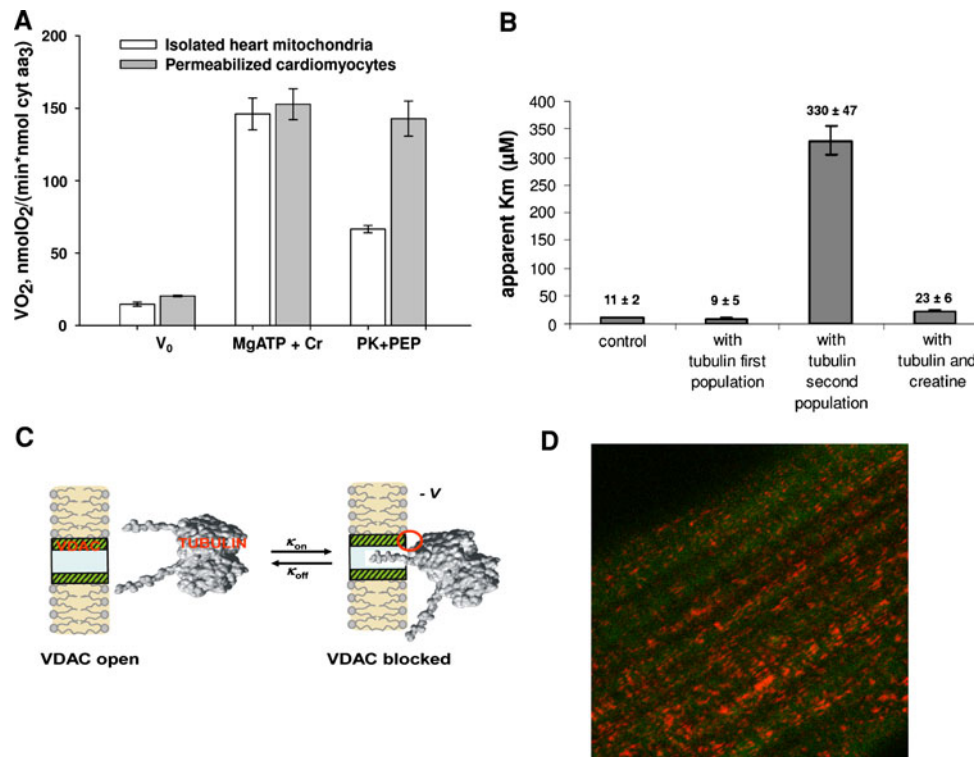 A
VO2, nmolO2/(min*nmol cyt aa3)
200
150
100
50
0
Isolated heart mitochondria
Permeabilized cardiomyocytes
V0
MgATP + Cr
PK+PEP
B
apparent Km (µM)
400
350
300
250
200
150
100
50
0
11 ± 2
9 ± 5
330 ± 47
23 ± 6
control
with
tubulin first
population
with
tubulin
second
population
with
tubulin and
creatine
C
VDAC
TUBULIN
κon
κoff
- V
VDAC open
VDAC blocked
D